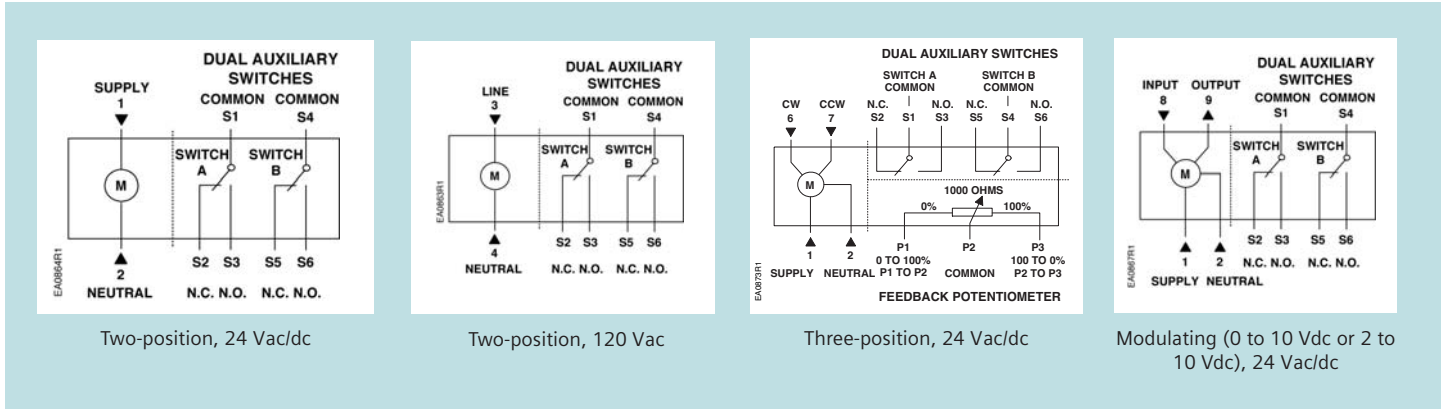 DUAL AUXILIARY
SWITCHES
SUPPLY
1
COMMON COMMON
S1 S4
SWITCH
A
SWITCH
B
M
2
NEUTRAL
S2 S3 S5 S6
N.C. N.O. N.C. N.O.
EA0864R1
Two-position, 24 Vac/dc
DUAL AUXILIARY
SWITCHES
LINE
3
COMMON COMMON
S1 S4
SWITCH
A
SWITCH
B
M
4
NEUTRAL
S2 S3 S5 S6
N.C. N.O. N.C. N.O.
EA0863R1
Two-position, 120 Vac
DUAL AUXILIARY SWITCHES
SWITCH A
COMMON
SWITCH B
COMMON
CW
6
CCW
7
N.C. N.O. N.C. N.O.
S2 S1 S3 S5 S4 S6
M
1000 OHMS
0% 100%
1 2
SUPPLY NEUTRAL
P1
0 TO 100%
P1 TO P2
P2
COMMON
P3
100 TO 0%
P2 TO P3
FEEDBACK POTENTIOMETER
EA0873R1
Three-position, 24 Vac/dc
DUAL AUXILIARY
SWITCHES
INPUT
8
OUTPUT
9
COMMON COMMON
S1 S4
SWITCH
A
SWITCH
B
M
1 2
SUPPLY NEUTRAL
S2 S3 S5 S6
N.C. N.O. N.C. N.O.
EA0867R1
Modulating (0 to 10 Vdc or 2 to
10 Vdc), 24 Vac/dc